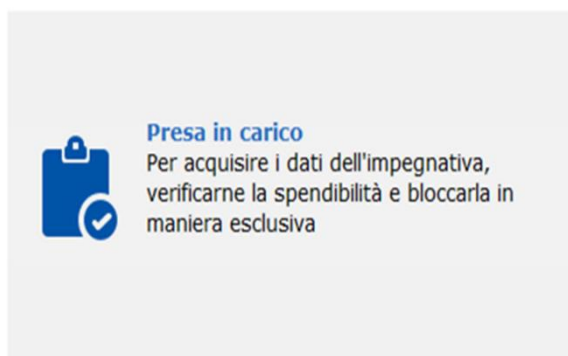 Presa in carico
Per acquisire i dati dell'impegnativa,
verificarne la spendibilità e bloccarla in
maniera esclusiva